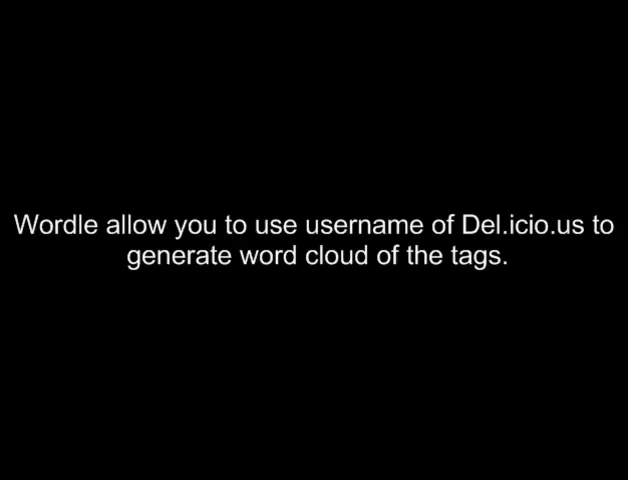 Wordle allow you to use username of Del.icio.us to
generate word cloud of the tags.